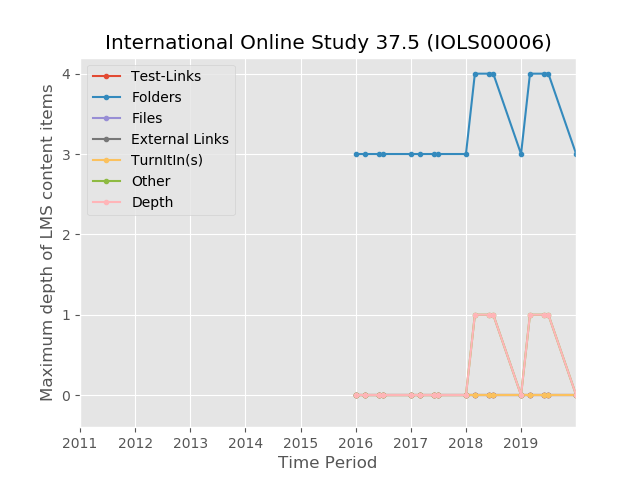 International Online Study 37.5 (IOLS00006)
Maximum depth of LMS content items
4
3
2
1
0
Test-Links
Folders
Files
External Links
TurnItIn(s)
Other
Depth
2011 2012 2013 2014 2015 2016 2017 2018 2019
Time Period